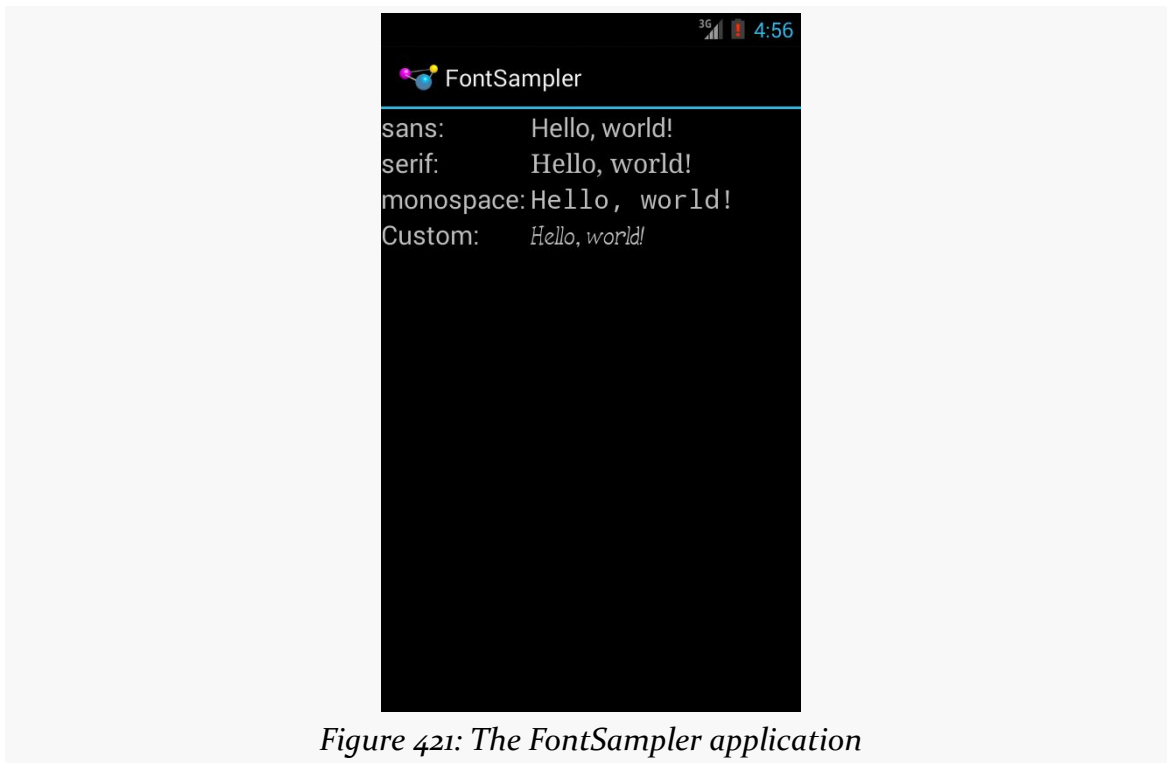 3G 4:56
FontSampler
sans: Hello, world!
serif: Hello, world!
monospace: Hello, world!
Custom: Hello, world!
Figure 421: The FontSampler application